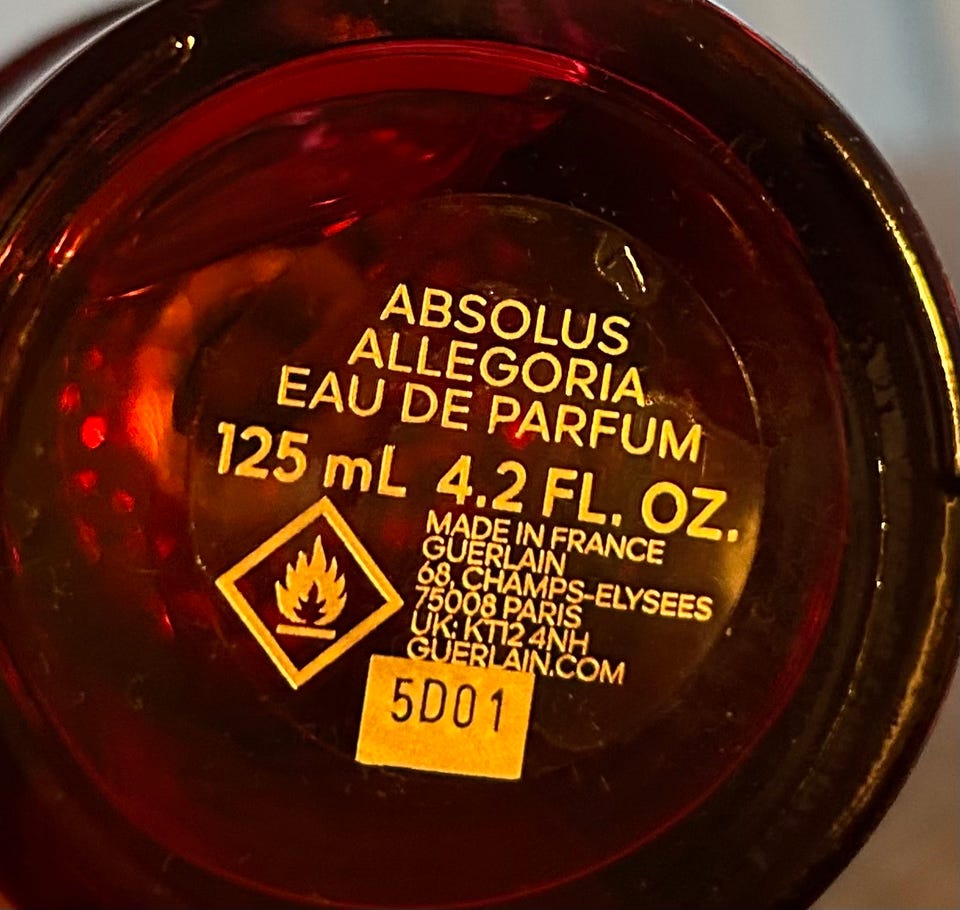 ABSOLUS
ALLEGORIA
EAU DE PARFUM
125 mL 4.2 FL. OZ.
MADE IN FRANCE
GUERLAIN
68, CHAMPS-ELYSEES
75008 PARIS
UK: KT12 4NH
GUERLAIN.COM
5D01